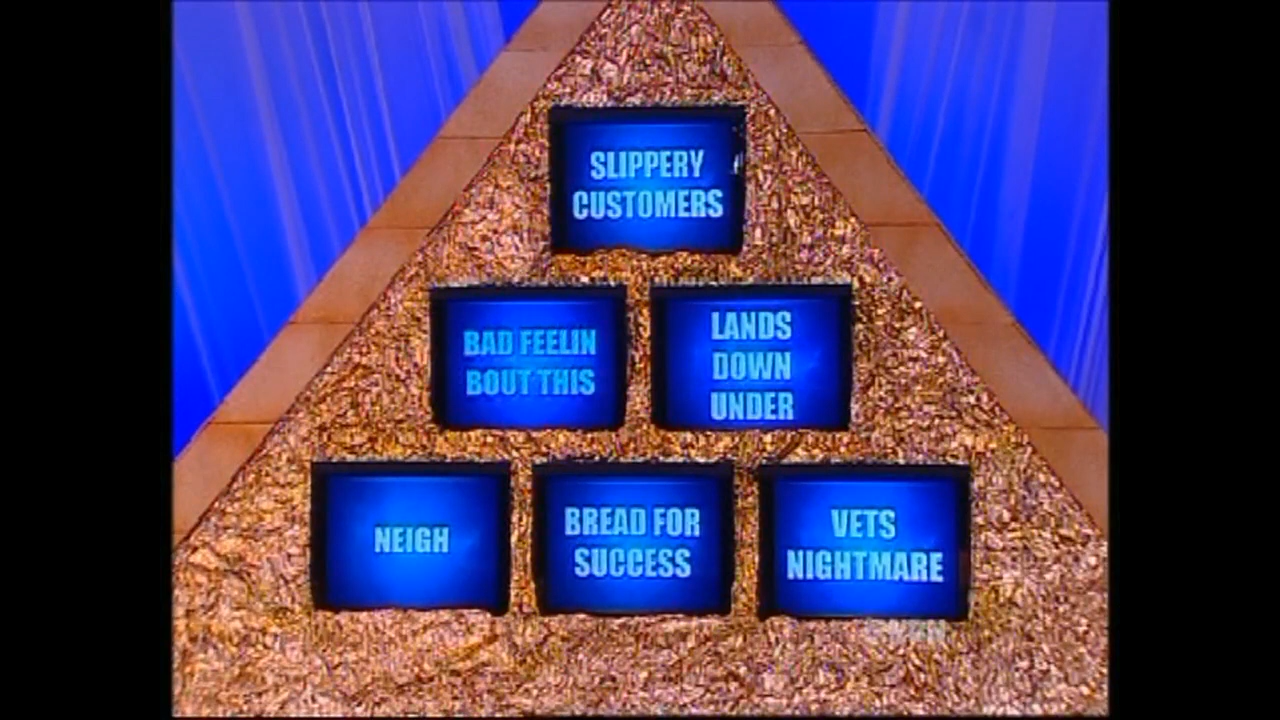 SLIPPERY
CUSTOMERS
BAD FEELIN
BOUT THIS
LANDS
DOWN
UNDER
NEIGH
BREAD FOR
SUCCESS
VETS
NIGHTMARE